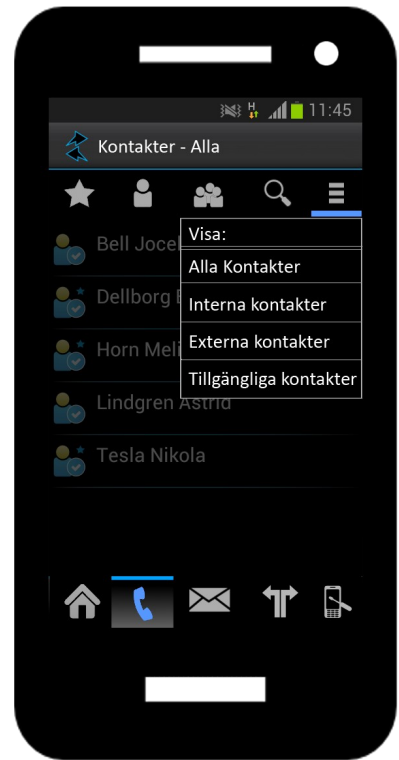 H
11:45
Kontakter - Alla
Visa:
Bell Jocel
Alla Kontakter
Dellborg
Interna kontakter
Horn Meli
Externa kontakter
Tillgängliga kontakter
Lindgren Astrid
Tesla Nikola